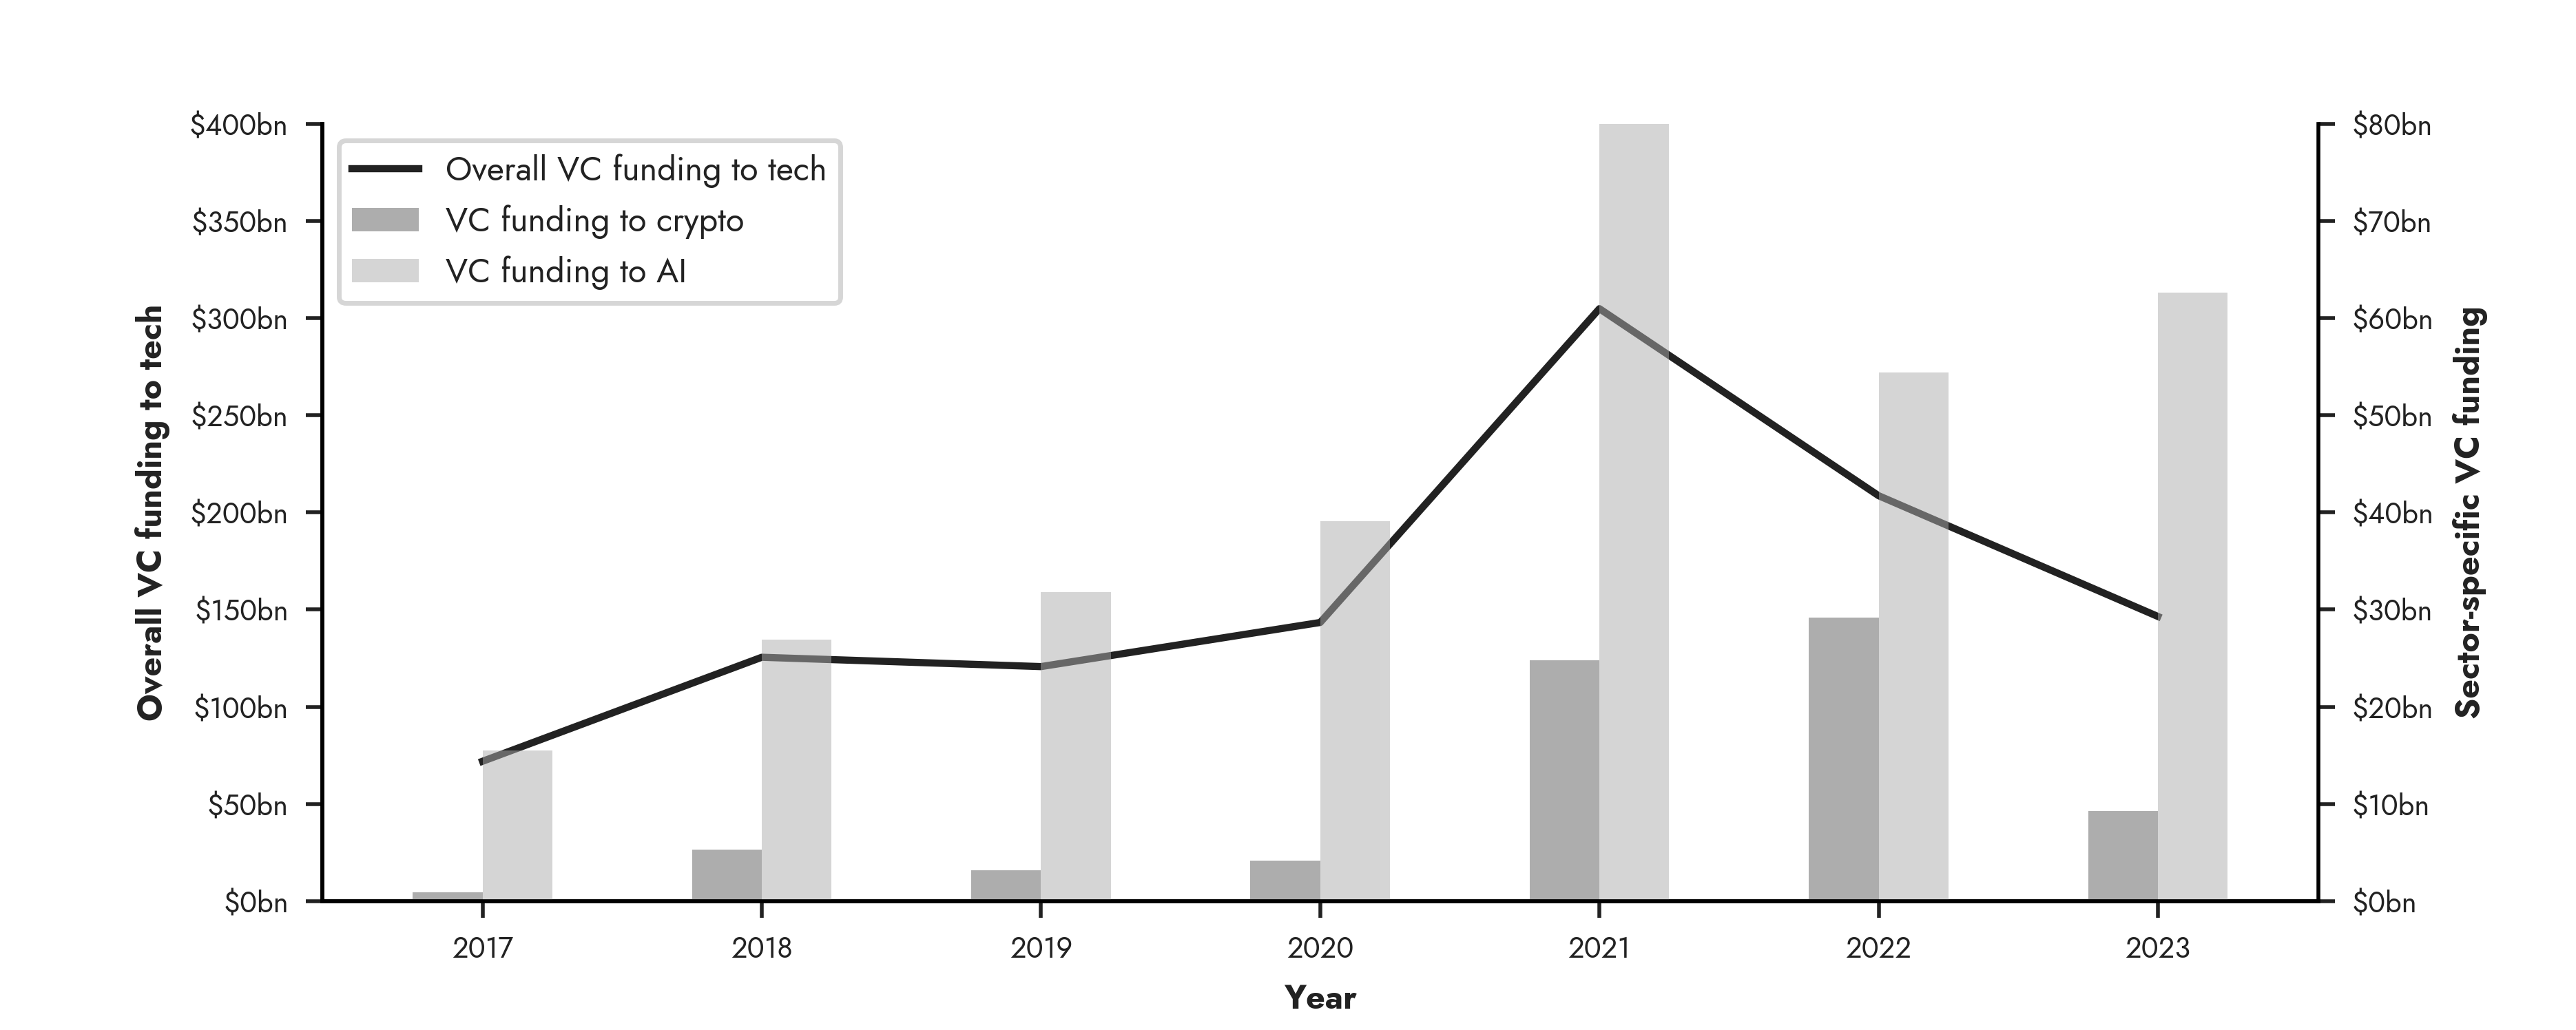 $400bn
$350bn
$300bn
$250bn
$200bn
$150bn
$100bn
$50bn
$0bn
Overall VC funding to tech
Overall VC funding to tech
VC funding to crypto
VC funding to AI
$80bn
$70bn
$60bn
$50bn
$40bn
$30bn
$20bn
$10bn
$0bn
Sector-specific VC funding
2017 2018 2019 2020 2021 2022 2023
Year